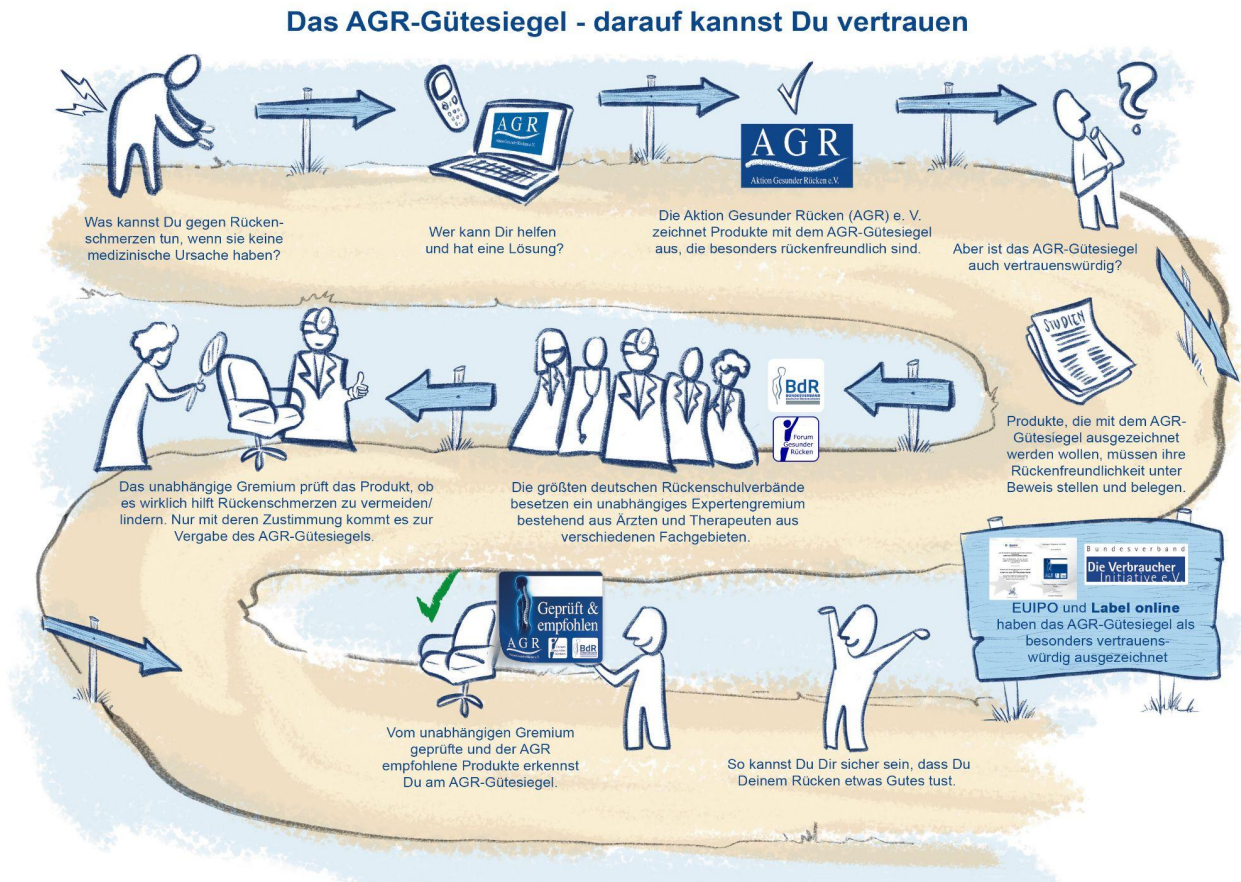 Das AGR-Gütesiegel - darauf kannst Du vertrauen
AGR
AGR
Aktion Gesunder Rücken e.V.
Was kannst Du gegen Rücken-
schmerzen tun, wenn sie keine
medizinische Ursache haben?
Wer kann Dir helfen
und hat eine Lösung?
Die Aktion Gesunder Rücken (AGR) e. V.
zeichnet Produkte mit dem AGR-Gütesiegel
aus, die besonders rückenfreundlich sind.
?
Aber ist das AGR-Gütesiegel
auch vertrauenswürdig?
STUDIEN
Produkte, die mit dem AGR-
Gütesiegel ausgezeichnet
werden wollen, müssen ihre
Rückenfreundlichkeit unter
Beweis stellen und belegen.
BdR
BUNDESVERBAND
Forum
Gesunder
Rücken
Die größten deutschen Rückenschulverbände
besetzen ein unabhängiges Expertengremium
bestehend aus Ärzten und Therapeuten aus
verschiedenen Fachgebieten.
Das unabhängige Gremium prüft das Produkt, ob
es wirklich hilft Rückenschmerzen zu vermeiden/
lindern. Nur mit deren Zustimmung kommt es zur
Vergabe des AGR-Gütesiegels.
Geprüft &
empfohlen
AGR
BdR
Vom unabhängigen Gremium
geprüfte und der AGR
empfohlene Produkte erkennst
Du am AGR-Gütesiegel.
So kannst Du Dir sicher sein, dass Du
Deinem Rücken etwas Gutes tust.
Bundesverband
Die Verbraucher
Initiative e.V.
EUIPO und Label online
haben das AGR-Gütesiegel als
besonders vertrauens-
würdig ausgezeichnet